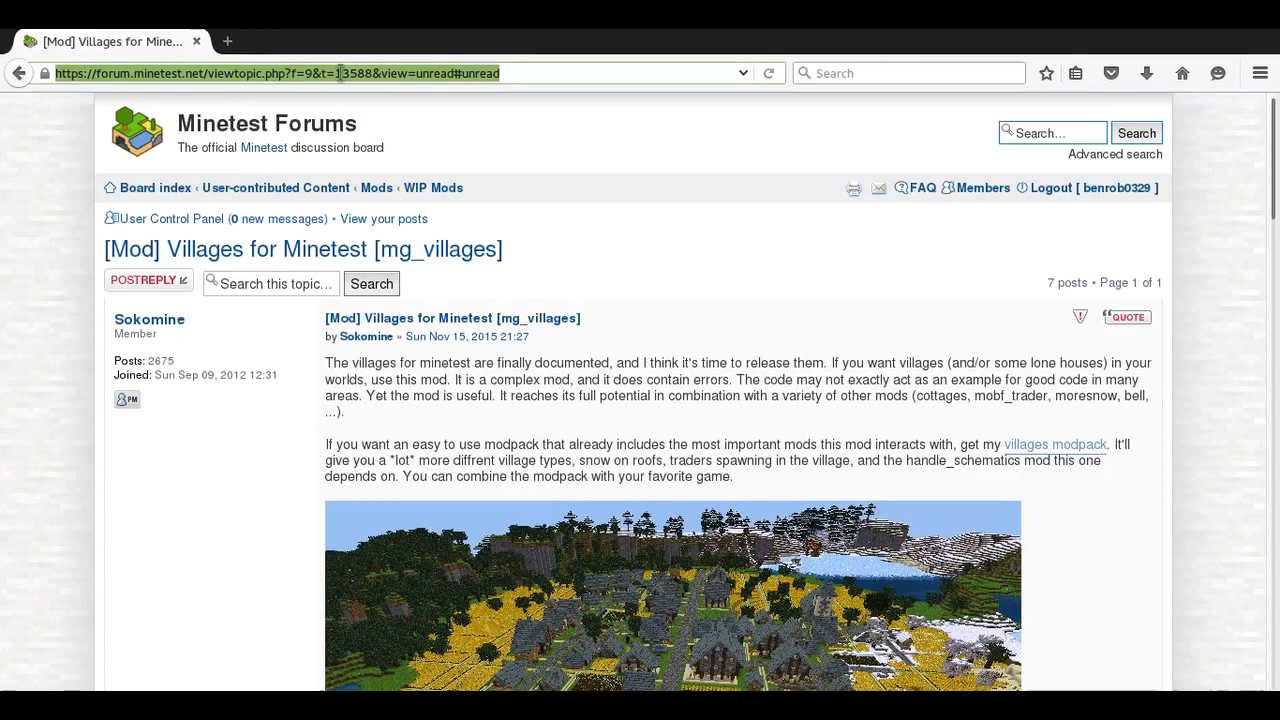 [Mod] Villages for Mine...
https://forum.minetest.net/viewtopic.php?f=9&t=13588&view=unread#unread
Search
Minetest Forums
The official Minetest discussion board
Search...
Search
Advanced search
Board index ‹ User-contributed Content ‹ Mods ‹ WIP Mods
FAQ Members Logout [ benrob0329 ]
User Control Panel (0 new messages) • View your posts
[Mod] Villages for Minetest [mg_villages]
POSTREPLY
Search this topic...
Search
7 posts • Page 1 of 1
Sokomine
Member
Posts: 2675
Joined: Sun Sep 09, 2012 12:31
PM
[Mod] Villages for Minetest [mg_villages]
QUOTE
by Sokomine » Sun Nov 15, 2015 21:27
The villages for minetest are finally documented, and I think it's time to release them. If you want villages (and/or some lone houses) in your
worlds, use this mod. It is a complex mod, and it does contain errors. The code may not exactly act as an example for good code in many
areas. Yet the mod is useful. It reaches its full potential in combination with a variety of other mods (cottages, mobf_trader, moresnow, bell,
...).
If you want an easy to use modpack that already includes the most important mods this mod interacts with, get my villages modpack. It'll
give you a *lot* more diffrent village types, snow on roofs, traders spawning in the village, and the handle_schematics mod this one
depends on. You can combine the modpack with your favorite game.